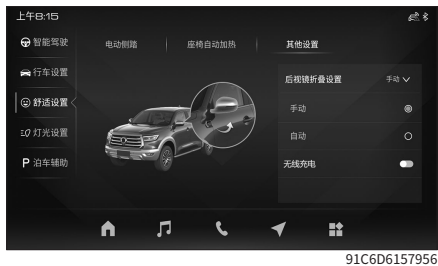 上午8:15
智能驾驶
电动侧踏 座椅自动加热 其他设置
行车设置
后视镜折叠设置 手动
舒适设置
手动
灯光设置
自动
P 泊车辅助
无线充电
91C6D6157956